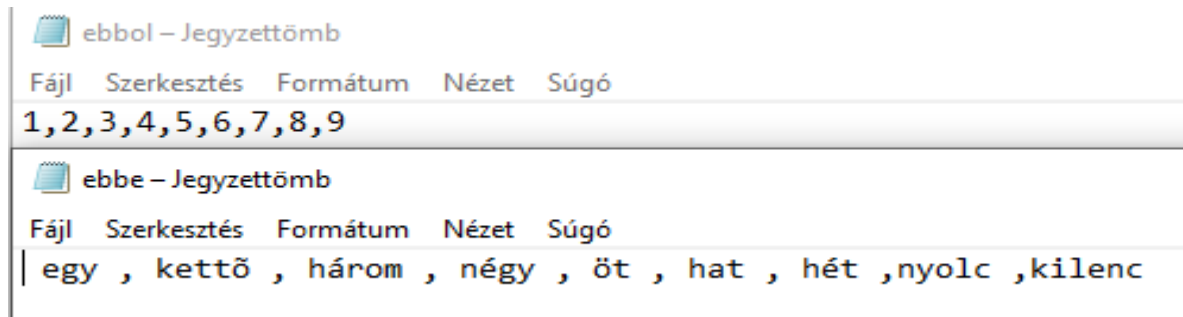 ebbol – Jegyzettömb
Fájl Szerkesztés Formátum Nézet Súgó
1,2,3,4,5,6,7,8,9
ebbe – Jegyzettömb
Fájl Szerkesztés Formátum Nézet Súgó
egy , kettõ , három , négy , öt , hat , hét ,nyolc ,kilenc